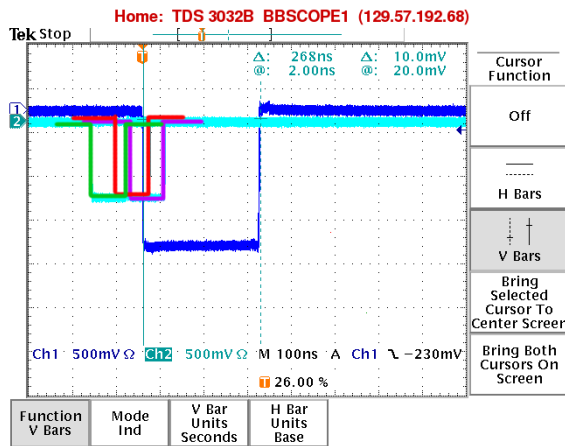 Home: TDS 3032B BBSCOPE1 (129.57.192.68)
Tek Stop
T
T
Δ: 268ns Δ: 10.0mV
@: 2.00ns @: 20.0mV
1
2
Ch1 500mV Ω Ch2 500mV Ω M 100ns A Ch1 -230mV
T 26.00 %
Cursor
Function
Off
H Bars
V Bars
Bring
Selected
Cursor To
Center Screen
Bring Both
Cursors On
Screen
Function
V Bars
Mode
Ind
V Bar
Units
Seconds
H Bar
Units
Base